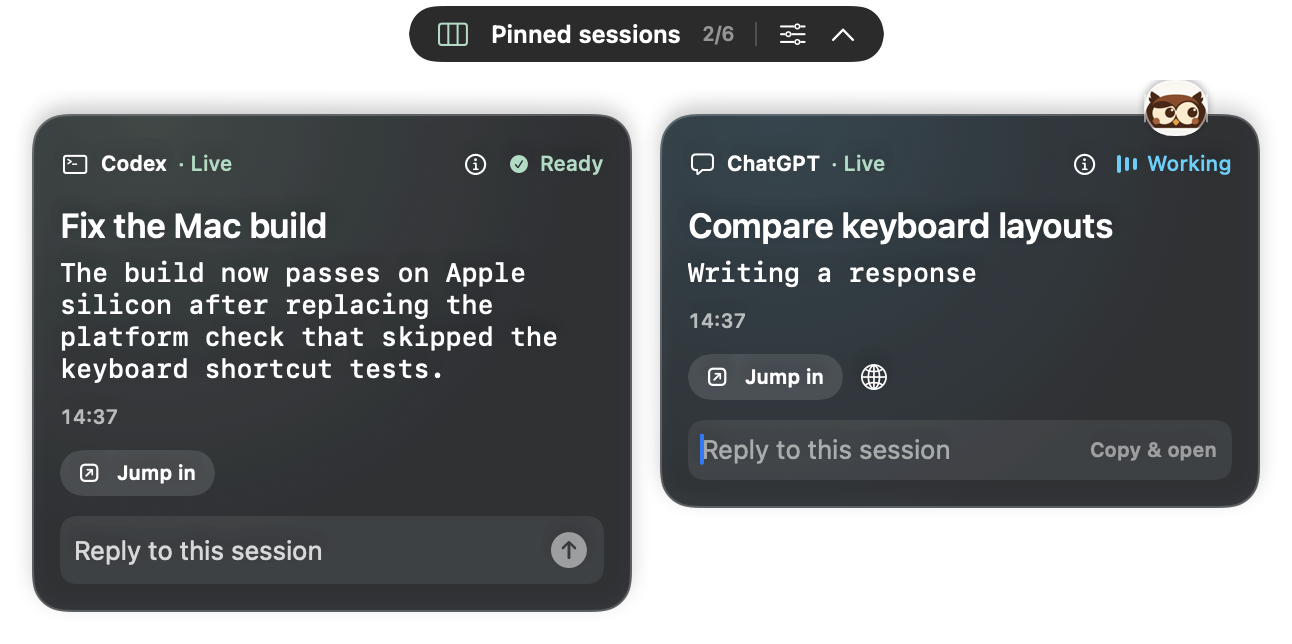 Pinned sessions 2/6
Codex · Live
Ready
Fix the Mac build
The build now passes on Apple
silicon after replacing the
platform check that skipped the
keyboard shortcut tests.
14:37
Jump in
Reply to this session
ChatGPT · Live
Working
Compare keyboard layouts
Writing a response
14:37
Jump in
Reply to this session
Copy & open